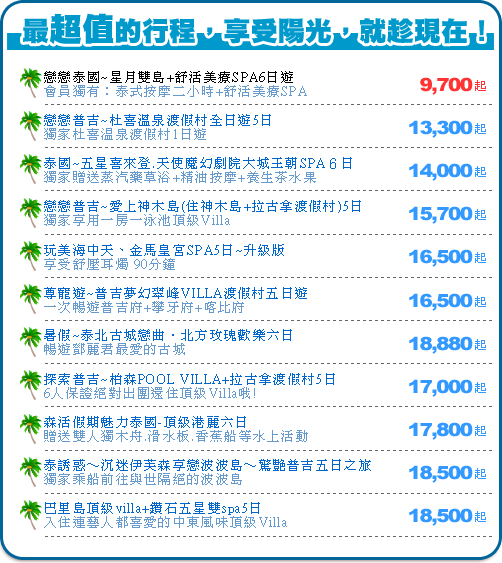 最超值的行程，享受陽光，就趁現在！
戀戀泰國~星月雙島+舒活美療SPA6日遊
9,700起
會員獨有：泰式按摩二小時+舒活美療SPA
戀戀普吉~杜喜溫泉渡假村全日遊5日
13,300起
獨家杜喜溫泉渡假村1日遊
泰國~五星喜來登.天使魔幻劇院大城王朝SPA 6 日
14,000起
獨家贈送蒸汽藥草浴+精油按摩+養生茶水果
戀戀普吉~愛上神木島(住神木島+拉古拿渡假村)5日
15,700起
獨家享用一房一泳池頂級Villa
玩美海中天、金馬皇宮SPA5日~升級版
16,500起
享受舒壓耳燭 90分鐘
尊寵遊~普吉夢幻翠峰VILLA渡假村五日遊
16,500起
一次暢遊普吉府+攀牙府+喀比府
暑假~泰北古城戀曲．北方玫瑰歡樂六日
18,880起
暢遊鄧麗君最愛的古城
探索普吉~柏森POOL VILLA+拉古拿渡假村5日
17,000起
6人保證絕對出團還住頂級Villa哦!
森活假期魅力泰國-頂級港麗六日
17,800起
贈送雙人獨木舟.滑水板.香蕉船等水上活動
泰誘惑～沉迷伊芙森享戀波波島～驚艷普吉五日之旅
18,500起
獨家乘船前往與世隔絕的波波島
巴里島頂級villa+鑽石五星雙spa5日
18,500起
入住連藝人都喜愛的中東風味頂級Villa